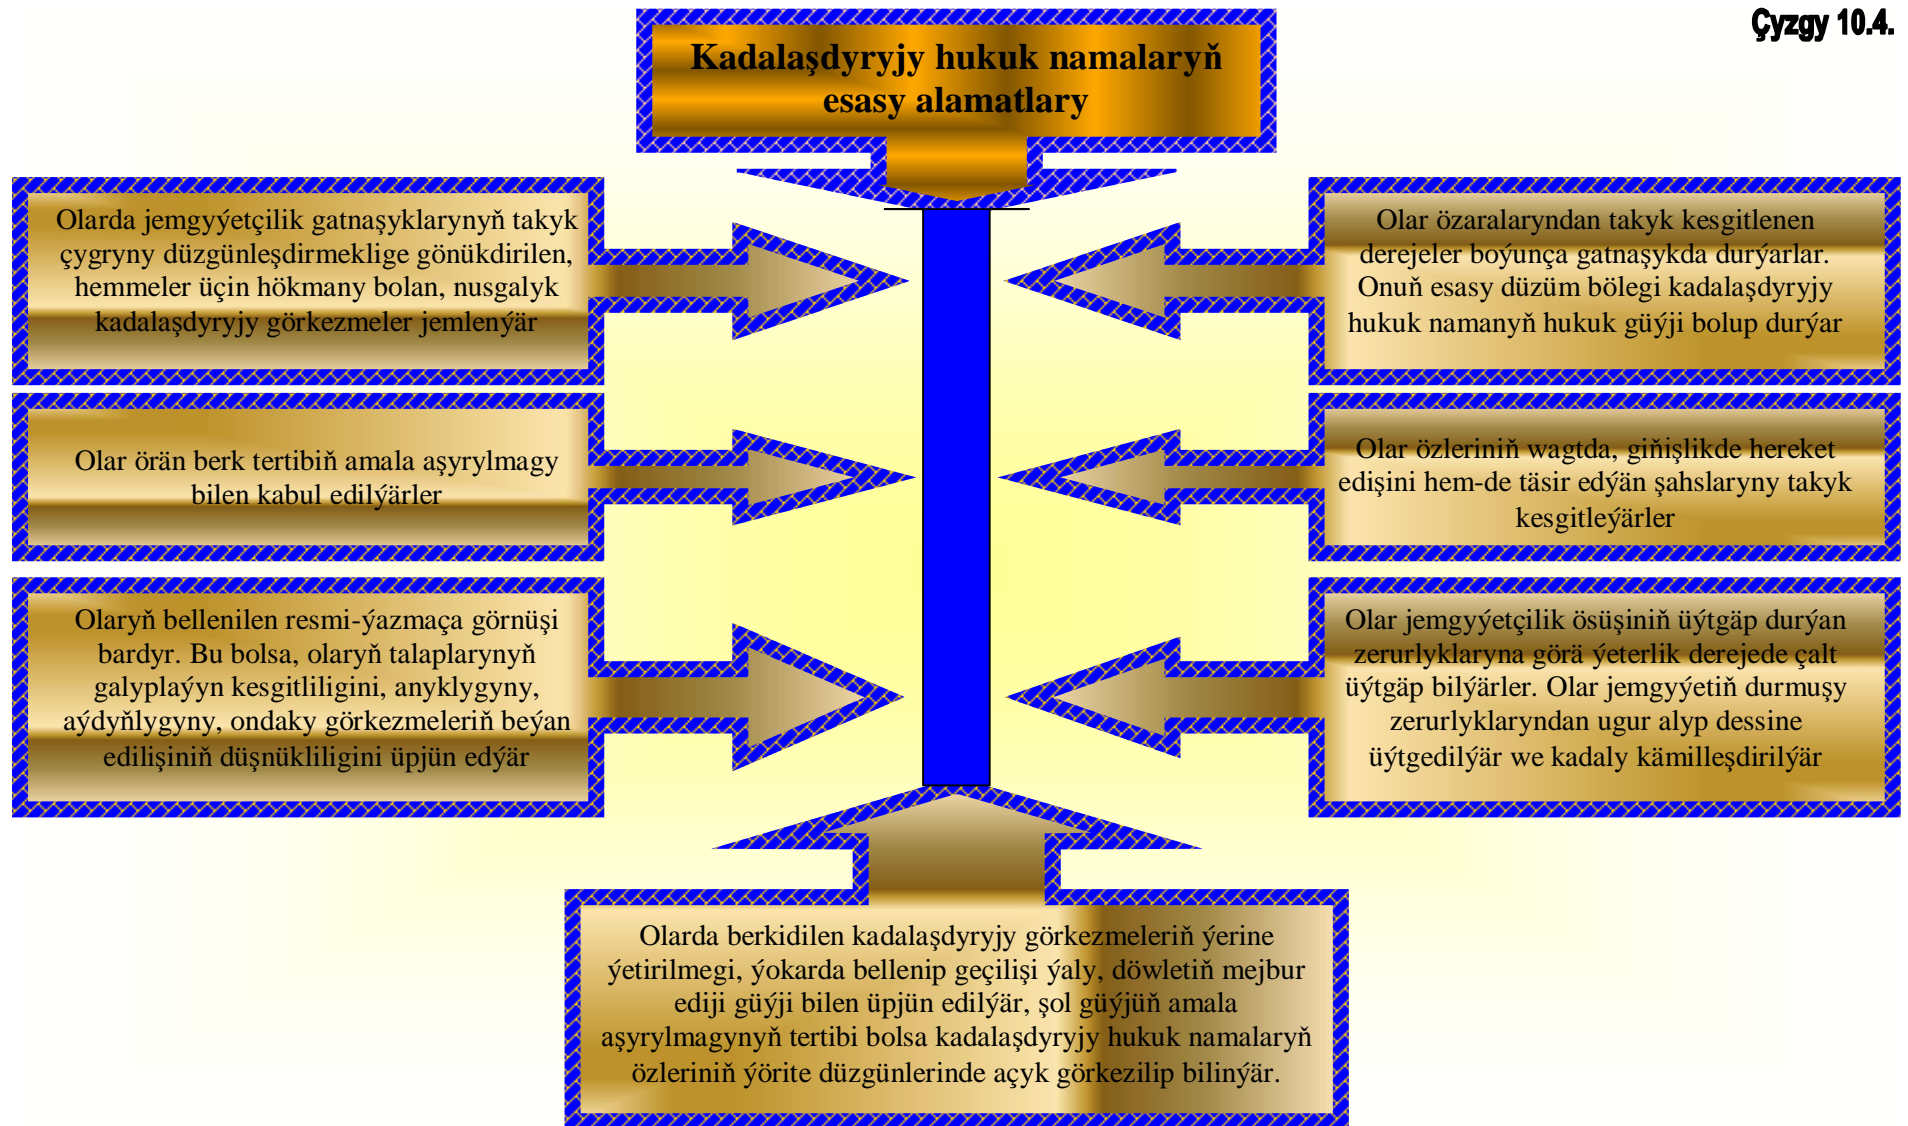 Çyzgy 10.4.
Kadalaşdyryjy hukuk namalaryň
esasy alamatlary
Olarda jemgyýetçilik gatnaşyklarynyň takyk
çygryny düzgünleşdirmeklige gönükdirilen,
hemmeler üçin hökmany bolan, nusgalyk
kadalaşdyryjy görkezmeler jemlenýär
Olar örän berk tertibiň amala aşyrylmagy
bilen kabul edilýärler
Olaryň bellenilen resmi-ýazmaça görnüşi
bardyr. Bu bolsa, olaryň talaplarynyň
galyplaýyn kesgitliligini, anyklygyny,
aýdyňlygyny, ondaky görkezmeleriň beýan
edilişiniň düşnükliligini üpjün edýär
Olar özaralaryndan takyk kesgitlenen
derejeler boýunça gatnaşykda durýarlar.
Onuň esasy düzüm bölegi kadalaşdyryjy
hukuk namanyň hukuk güýji bolup durýar
Olar özleriniň wagtda, giňişlikde hereket
edişini hem-de täsir edýän şahslaryny takyk
kesgitleýärler
Olar jemgyýetçilik ösüşiniň üýtgäp durýan
zerurlyklaryna görä ýeterlik derejede çalt
üýtgäp bilýärler. Olar jemgyýetiň durmuşy
zerurlyklaryndan ugur alyp dessine
üýtgedilýär we kadaly kämilleşdirilýär
Olarda berkidilen kadalaşdyryjy görkezmeleriň ýerine
ýetirilmegi, ýokarda bellenip geçilişi ýaly, döwletiň mejbur
ediji güýji bilen üpjün edilýär, şol güýjüň amala
aşyrylmagynyň tertibi bolsa kadalaşdyryjy hukuk namalaryň
özleriniň ýörite düzgünlerinde açyk görkezilip bilinýär.